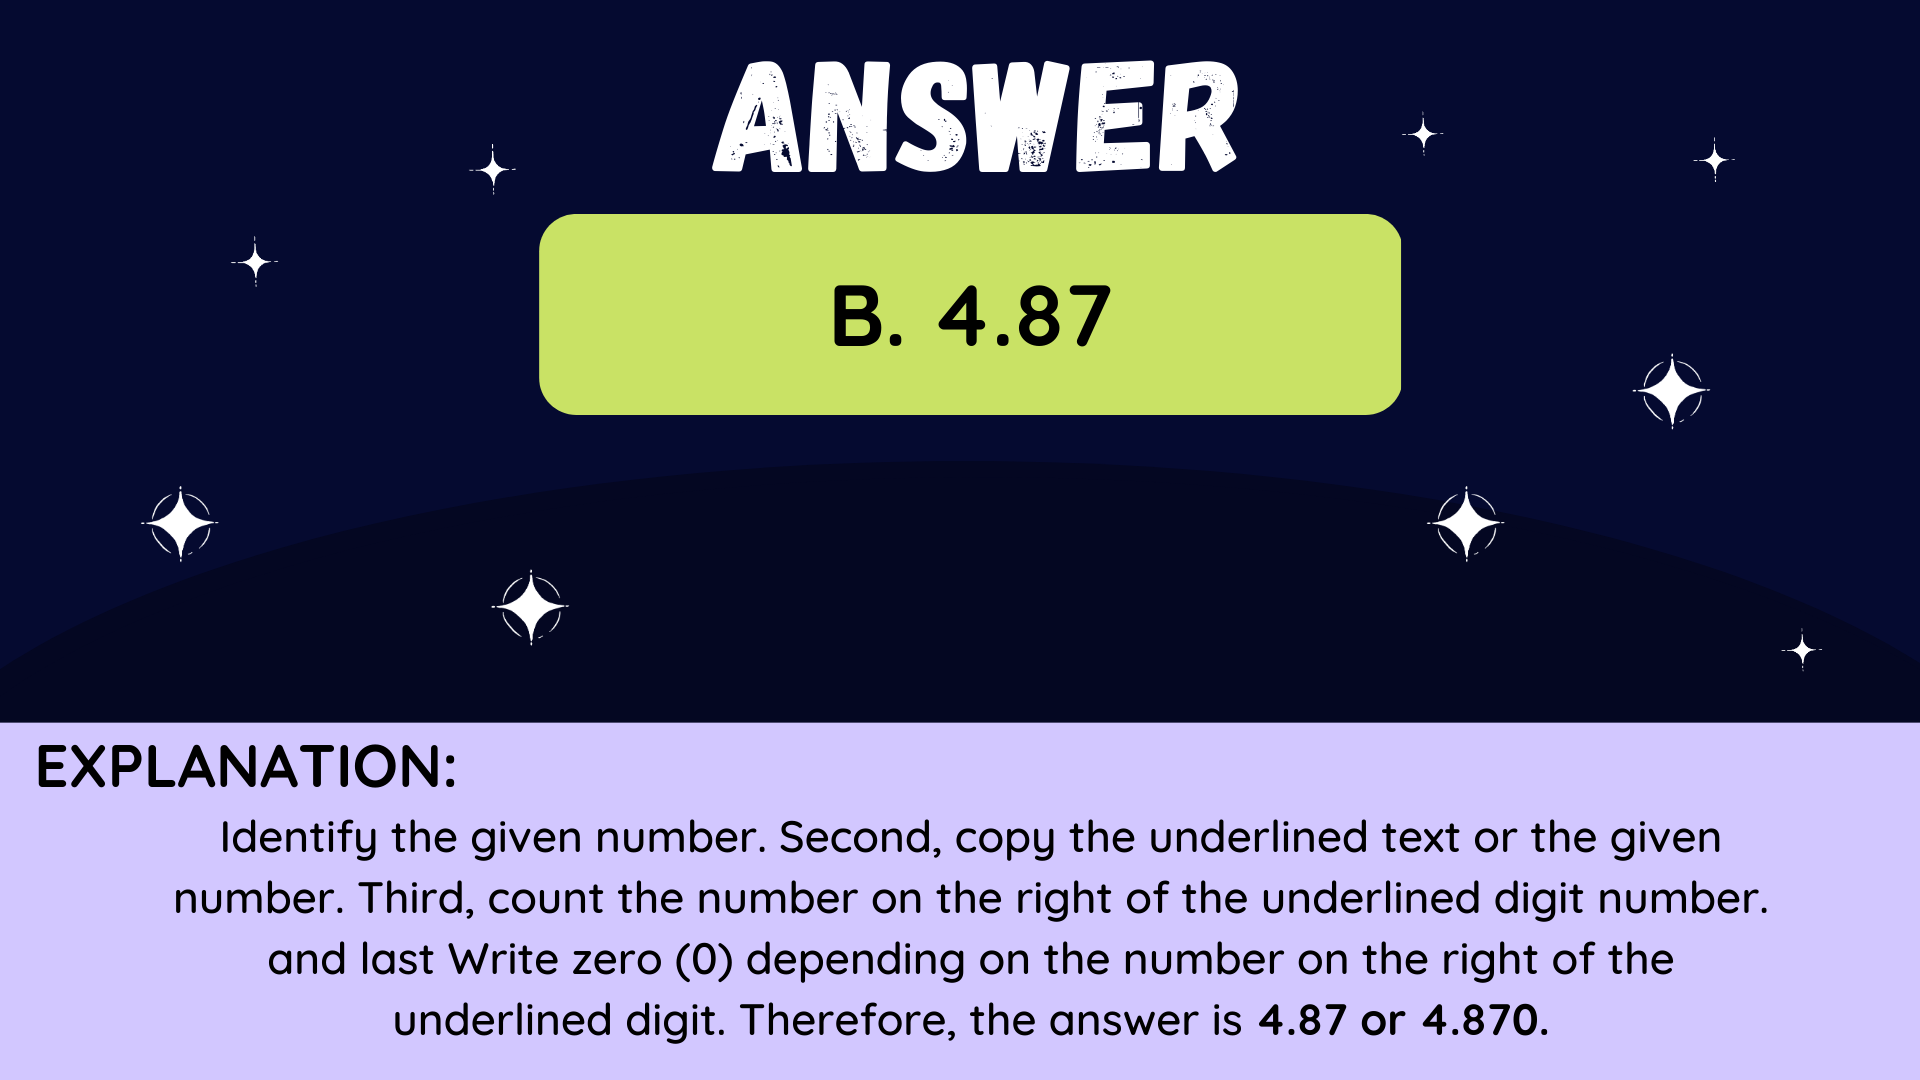 ANSWER
B. 4.87
EXPLANATION:
Identify the given number. Second, copy the underlined text or the given
number. Third, count the number on the right of the underlined digit number.
and last Write zero (0) depending on the number on the right of the
underlined digit. Therefore, the answer is 4.87 or 4.870.